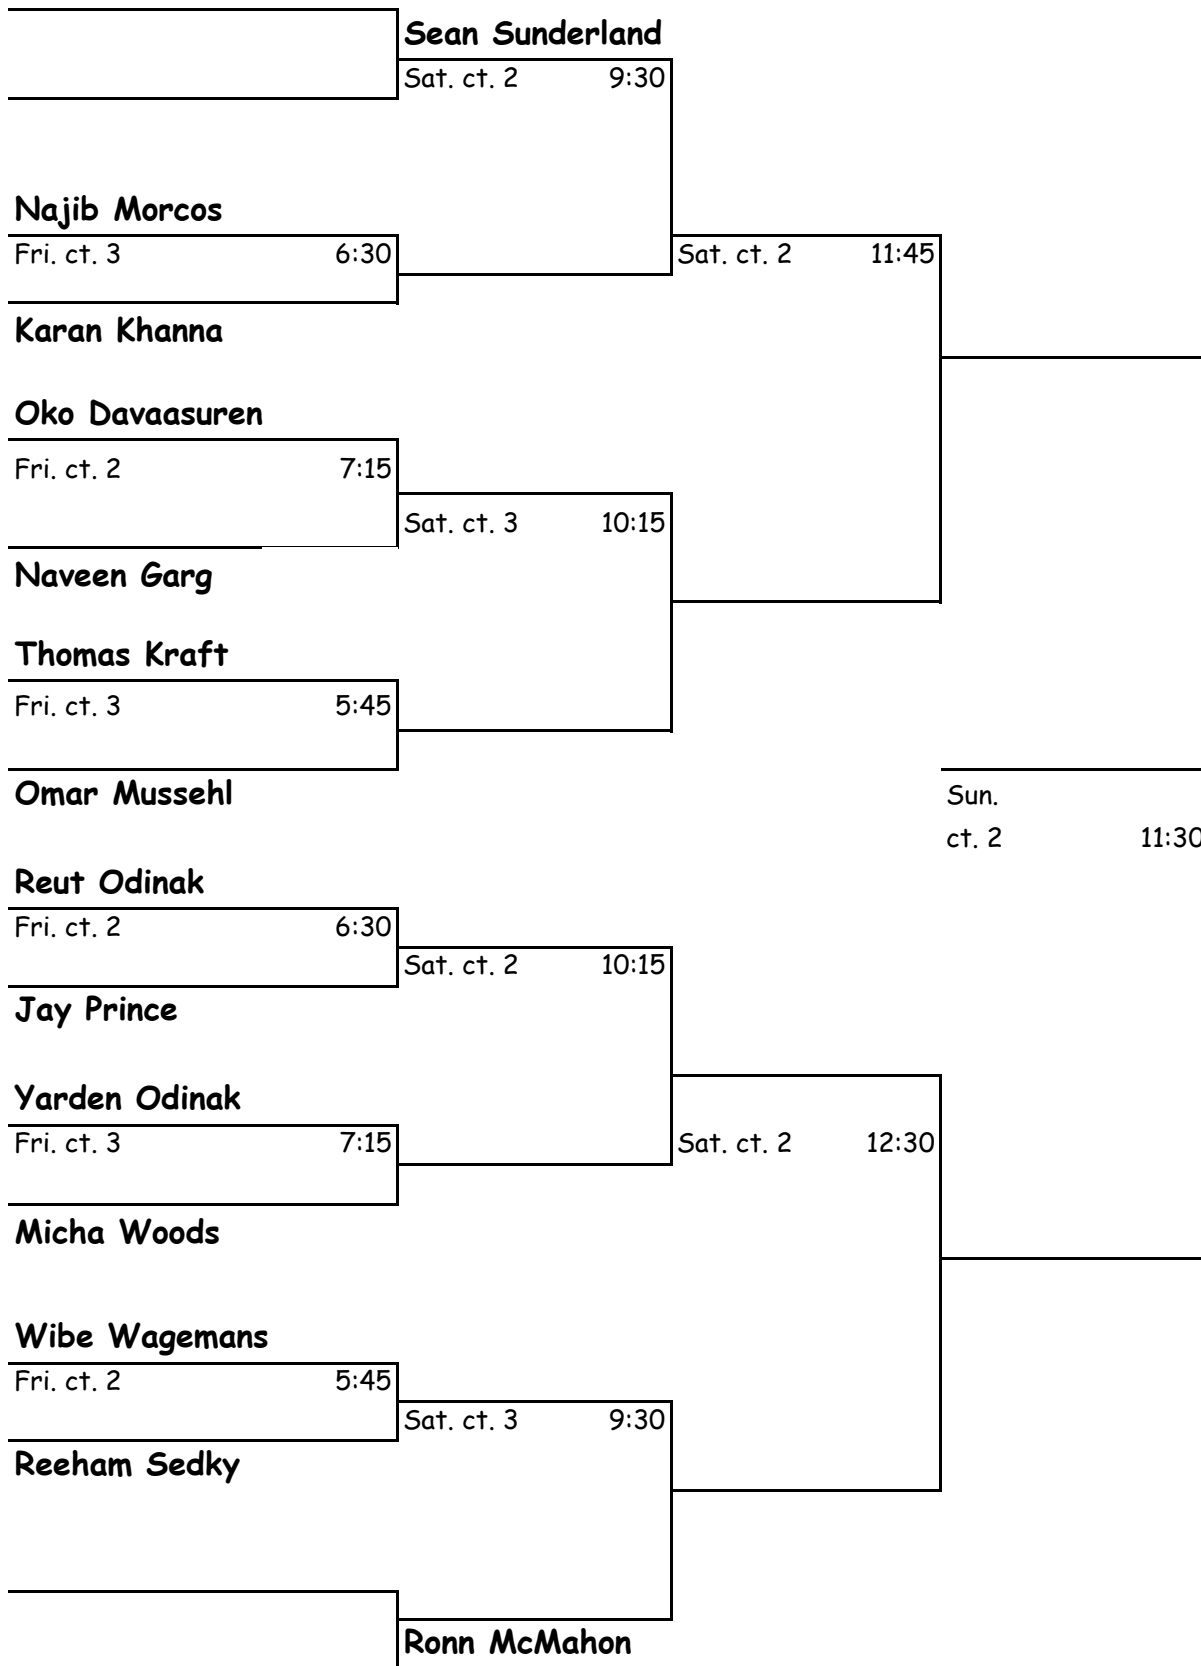 Sean Sunderland
Sat. ct. 2 9:30
Najib Morcos
Fri. ct. 3 6:30
Sat. ct. 2 11:45
Karan Khanna
Oko Davaasuren
Fri. ct. 2 7:15
Sat. ct. 3 10:15
Naveen Garg
Thomas Kraft
Fri. ct. 3 5:45
Omar Mussehl
Sun.
ct. 2 11:30
Reut Odinak
Fri. ct. 2 6:30
Sat. ct. 2 10:15
Jay Prince
Yarden Odinak
Fri. ct. 3 7:15
Sat. ct. 2 12:30
Micha Woods
Wibe Wagemans
Fri. ct. 2 5:45
Sat. ct. 3 9:30
Reeham Sedky
Ronn McMahon